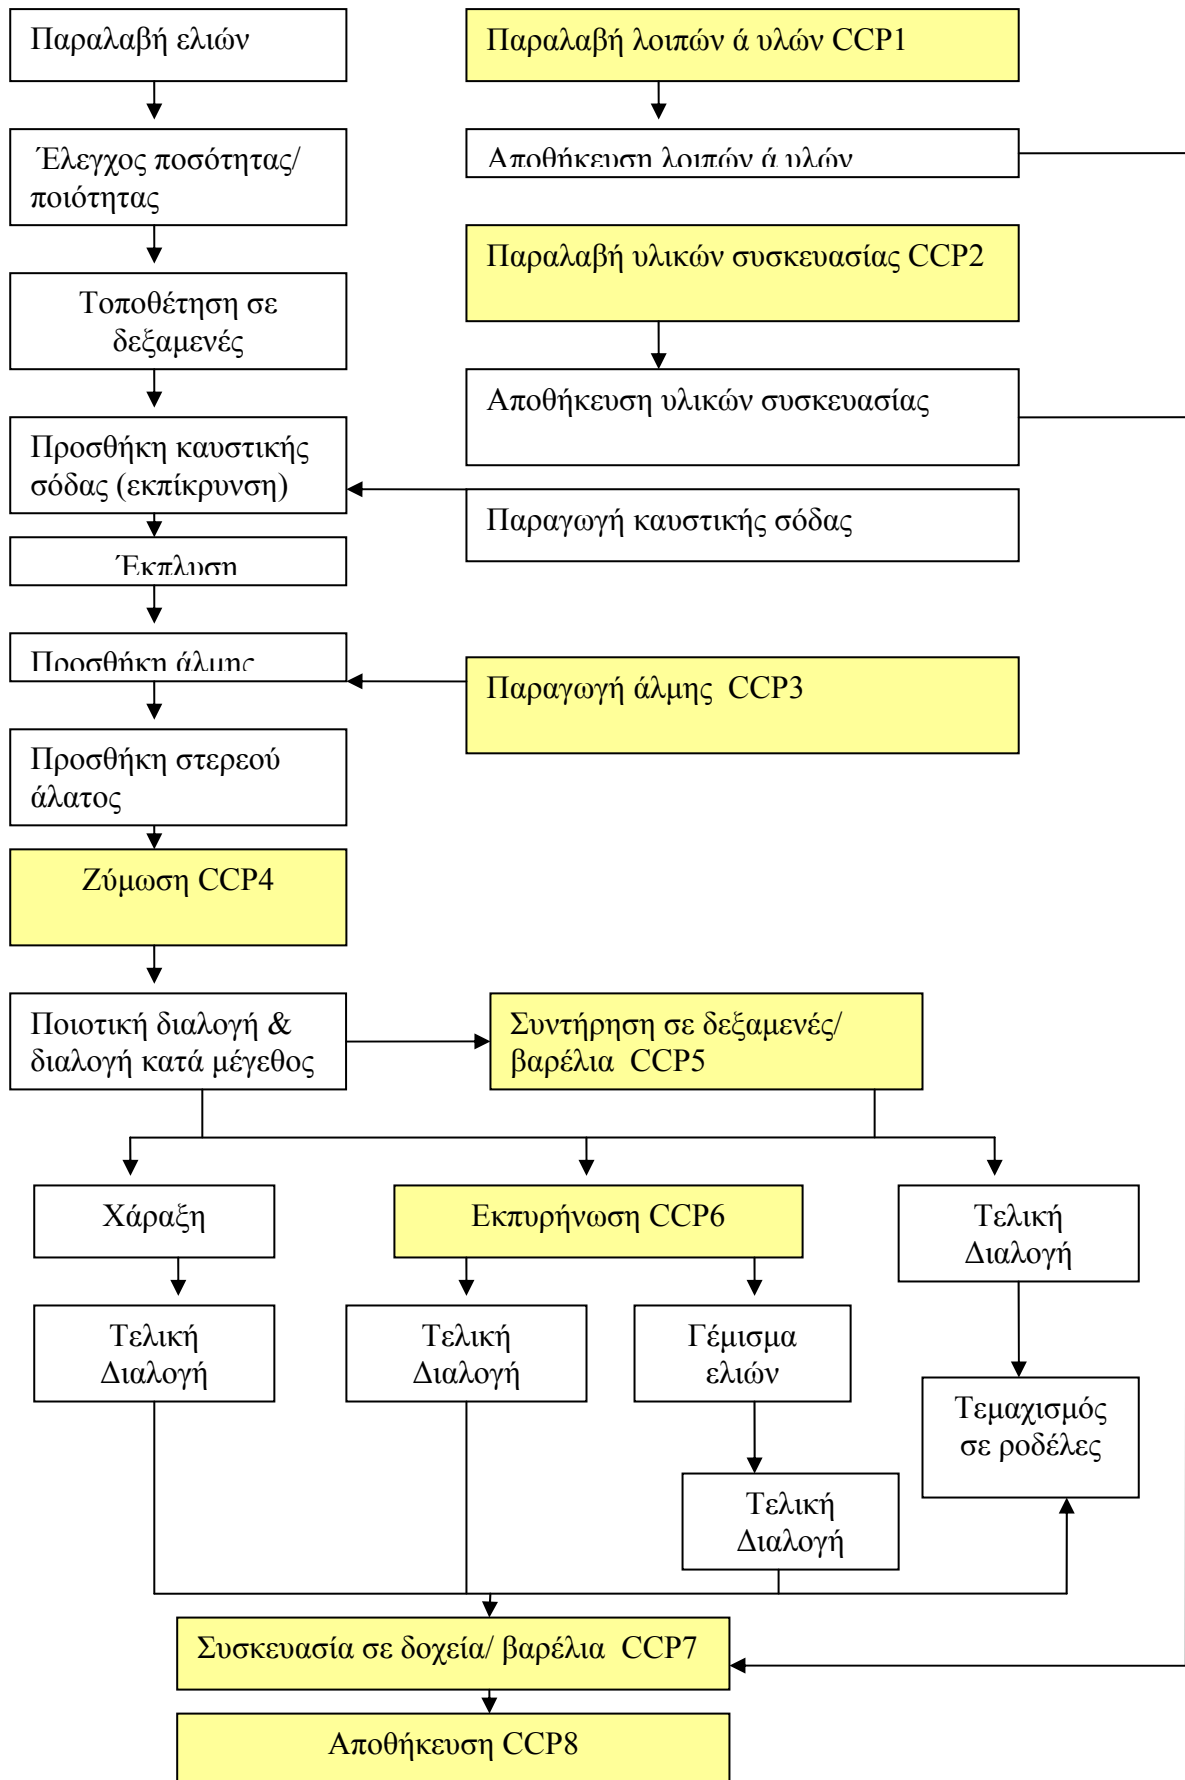 Παραλαβή ελιών
Παραλαβή λοιπών ά υλών CCP1
Έλεγχος ποσότητας/
ποιότητας
Αποθήκευση λοιπών ά υλών
Παραλαβή υλικών συσκευασίας CCP2
Τοποθέτηση σε
δεξαμενές
Αποθήκευση υλικών συσκευασίας
Προσθήκη καυστικής
σόδας (εκπίκρυνση)
Παραγωγή καυστικής σόδας
Έκπλυση
Προσθήκη άλμης
Παραγωγή άλμης CCP3
Προσθήκη στερεού
άλατος
Ζύμωση CCP4
Ποιοτική διαλογή &
διαλογή κατά μέγεθος
Συντήρηση σε δεξαμενές/
βαρέλια CCP5
Χάραξη
Εκπυρήνωση CCP6
Τελική
Διαλογή
Τελική
Διαλογή
Τελική
Διαλογή
Γέμισμα
ελιών
Τεμαχισμός
σε ροδέλες
Τελική
Διαλογή
Συσκευασία σε δοχεία/ βαρέλια CCP7
Αποθήκευση CCP8